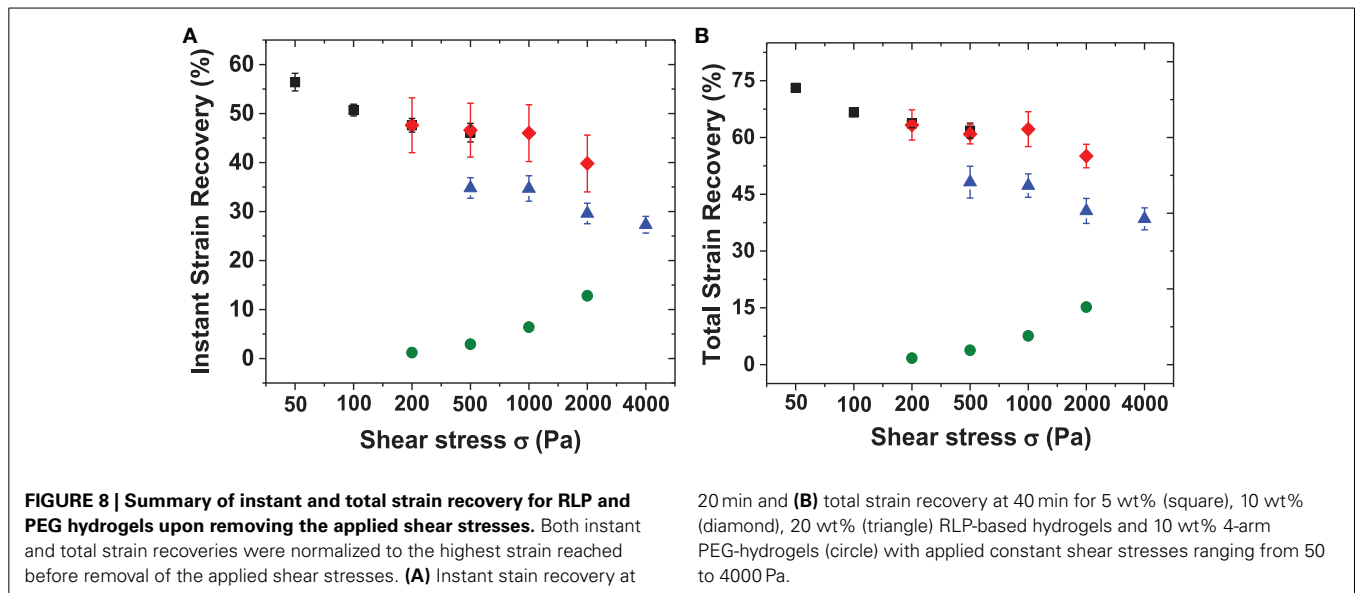 A
Instant Strain Recovery (%)
60
50
40
30
20
10
0
50 100 200 500 1000 2000 4000
Shear stress σ (Pa)
B
Total Strain Recovery (%)
75
60
45
30
15
0
50 100 200 500 1000 2000 4000
Shear stress σ (Pa)
FIGURE 8 | Summary of instant and total strain recovery for RLP and
PEG hydrogels upon removing the applied shear stresses. Both instant
and total strain recoveries were normalized to the highest strain reached
before removal of the applied shear stresses. (A) Instant stain recovery at
20 min and (B) total strain recovery at 40 min for 5 wt% (square), 10 wt%
(diamond), 20 wt% (triangle) RLP-based hydrogels and 10 wt% 4-arm
PEG-hydrogels (circle) with applied constant shear stresses ranging from 50
to 4000 Pa.